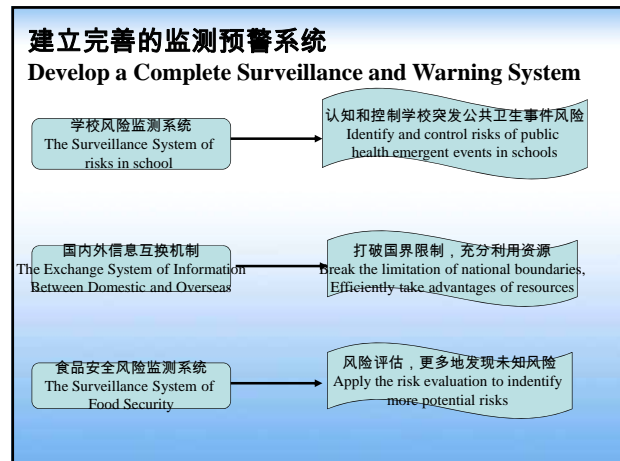 建立完善的监测预警系统
Develop a Complete Surveillance and Warning System
学校风险监测系统
The Surveillance System of
risks in school
认知和控制学校突发公共卫生事件风险
Identify and control risks of public
health emergent events in schools
国内外信息互换机制
The Exchange System of Information
Between Domestic and Overseas
打破国界限制，充分利用资源
Break the limitation of national boundaries,
Efficiently take advantages of resources
食品安全风险监测系统
The Surveillance System of
Food Security
风险评估，更多地发现未知风险
Apply the risk evaluation to indentify
more potential risks